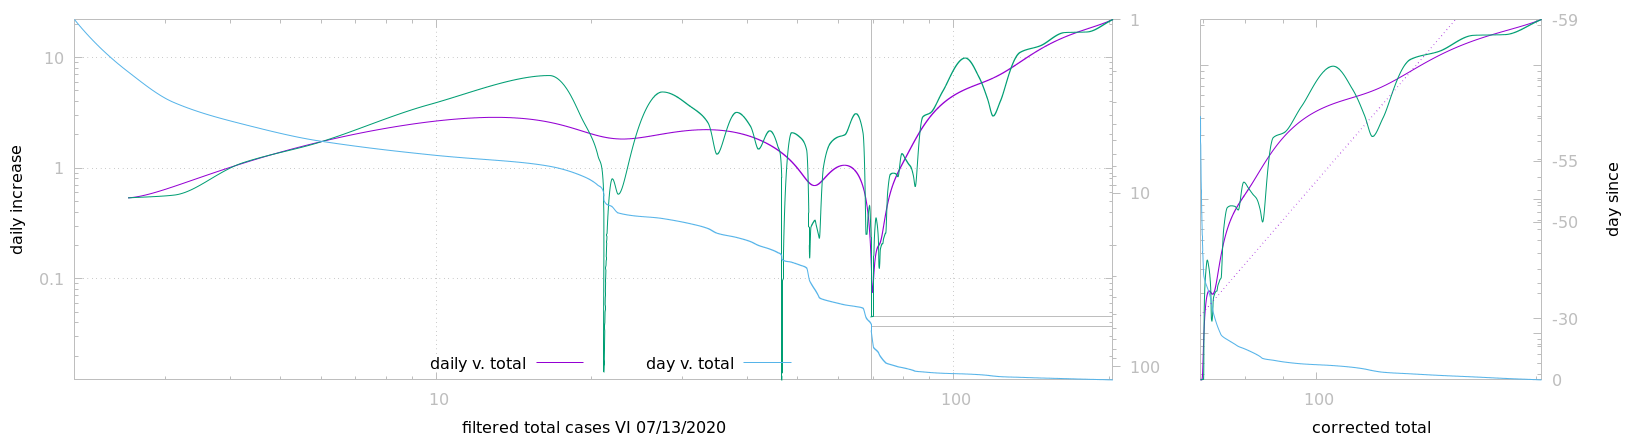 daily increase
10
1
0.1
10
100
1
10
100
daily v. total
day v. total
filtered total cases VI 07/13/2020
-59
-55
-50
-30
0
day since
100
corrected total